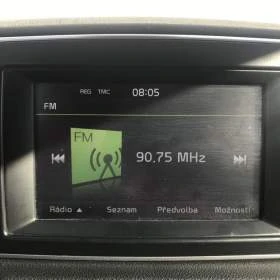 REG TMC 08:05
FM
FM
90,75 MHz
Rádio ▲ Seznam Předvolba Možnosti